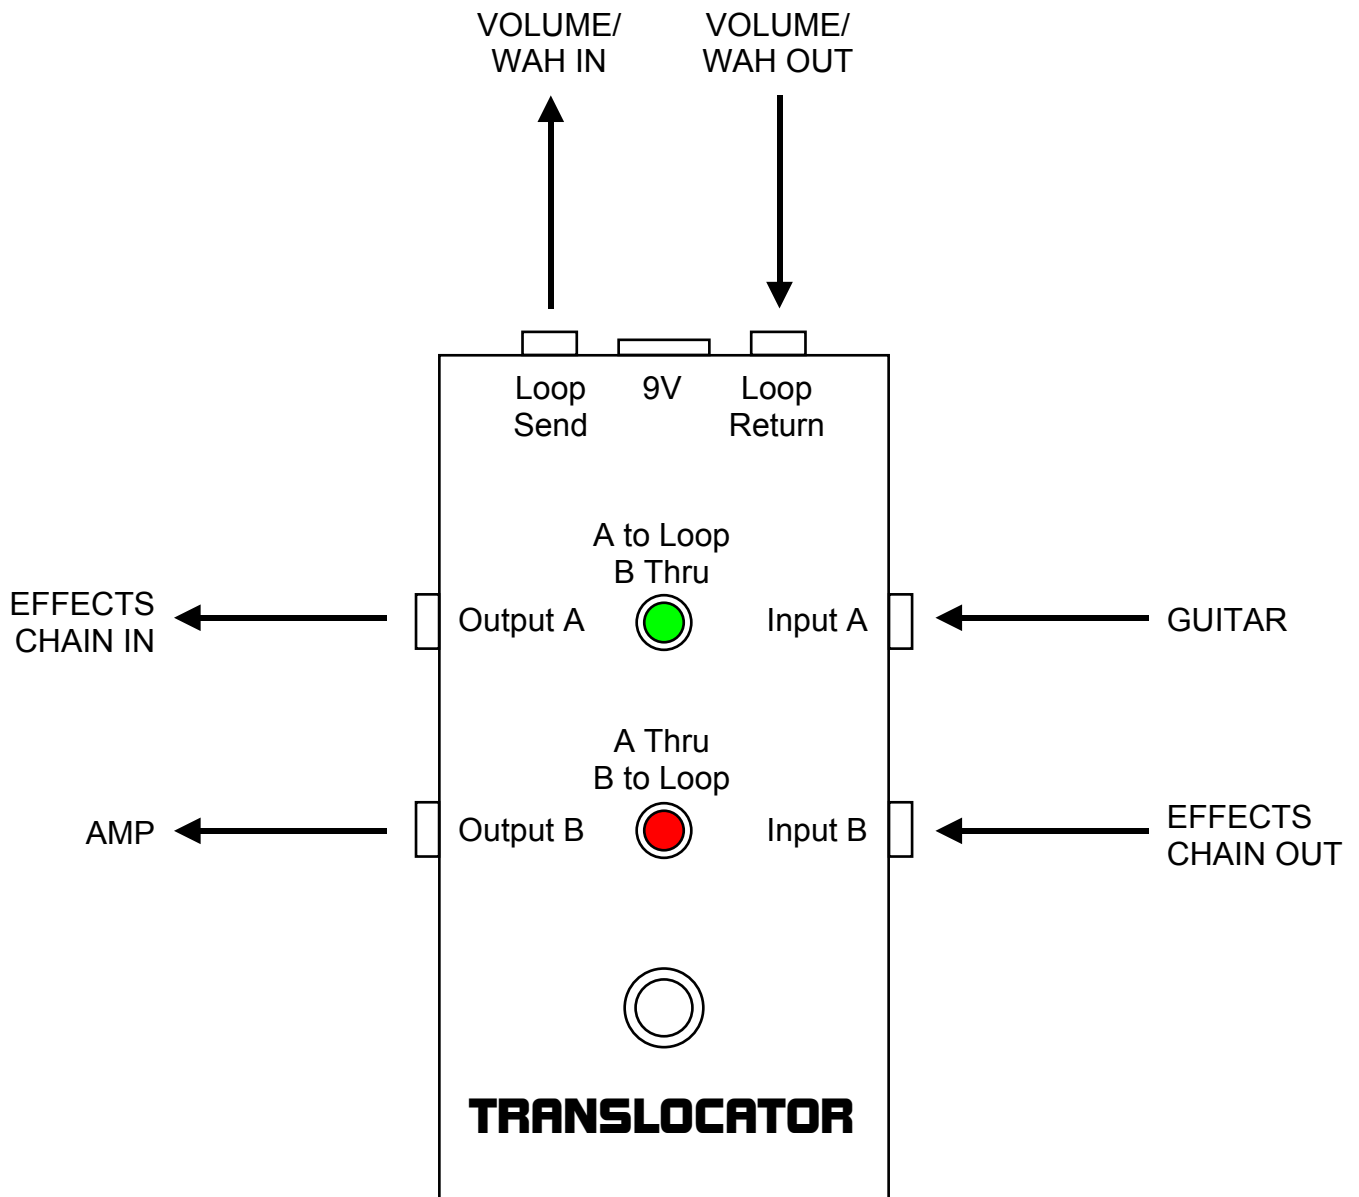 VOLUME/
WAH IN
VOLUME/
WAH OUT
Loop
Send
9V
Loop
Return
A to Loop
B Thru
EFFECTS
CHAIN IN
Output A
Input A
GUITAR
A Thru
B to Loop
AMP
Output B
Input B
EFFECTS
CHAIN OUT
TRANSLOCATOR